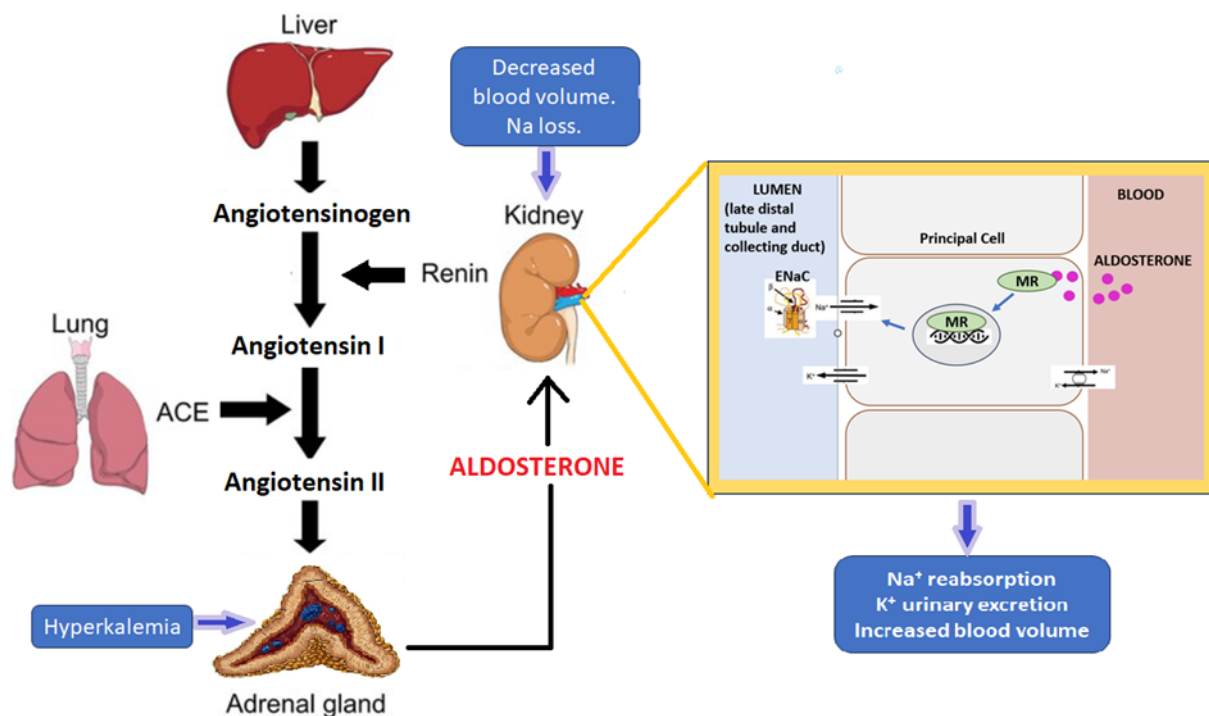 Liver
Decreased
blood volume.
Na loss.
Angiotensinogen
Kidney
Renin
Lung
Angiotensin I
ACE
ALDOSTERONE
Angiotensin II
Hyperkalemia
Adrenal gland
LUMEN
(late distal
tubule and
collecting duct)
BLOOD
Principal Cell
ALDOSTERONE
ENaC
MR
β
α
Na⁺
MR
K⁺
Na⁺
K⁺
Na⁺ reabsorption
K⁺ urinary excretion
Increased blood volume